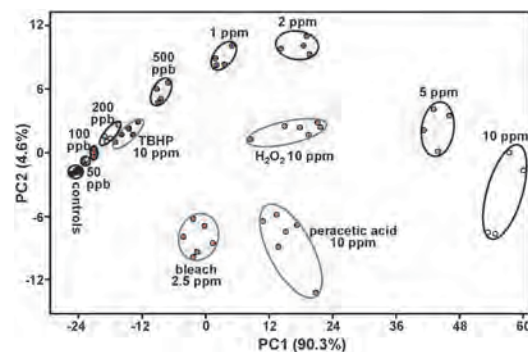 12
6
0
-6
-12
PC2 (4.6%)
1 ppm
2 ppm
500
ppb
200
ppb
100
ppb
50
ppb
controls
TBHP
10 ppm
H₂O₂ 10 ppm
5 ppm
10 ppm
bleach
2.5 ppm
peracetic acid
10 ppm
-24 -12 0 12 24 36 48 60
PC1 (90.3%)